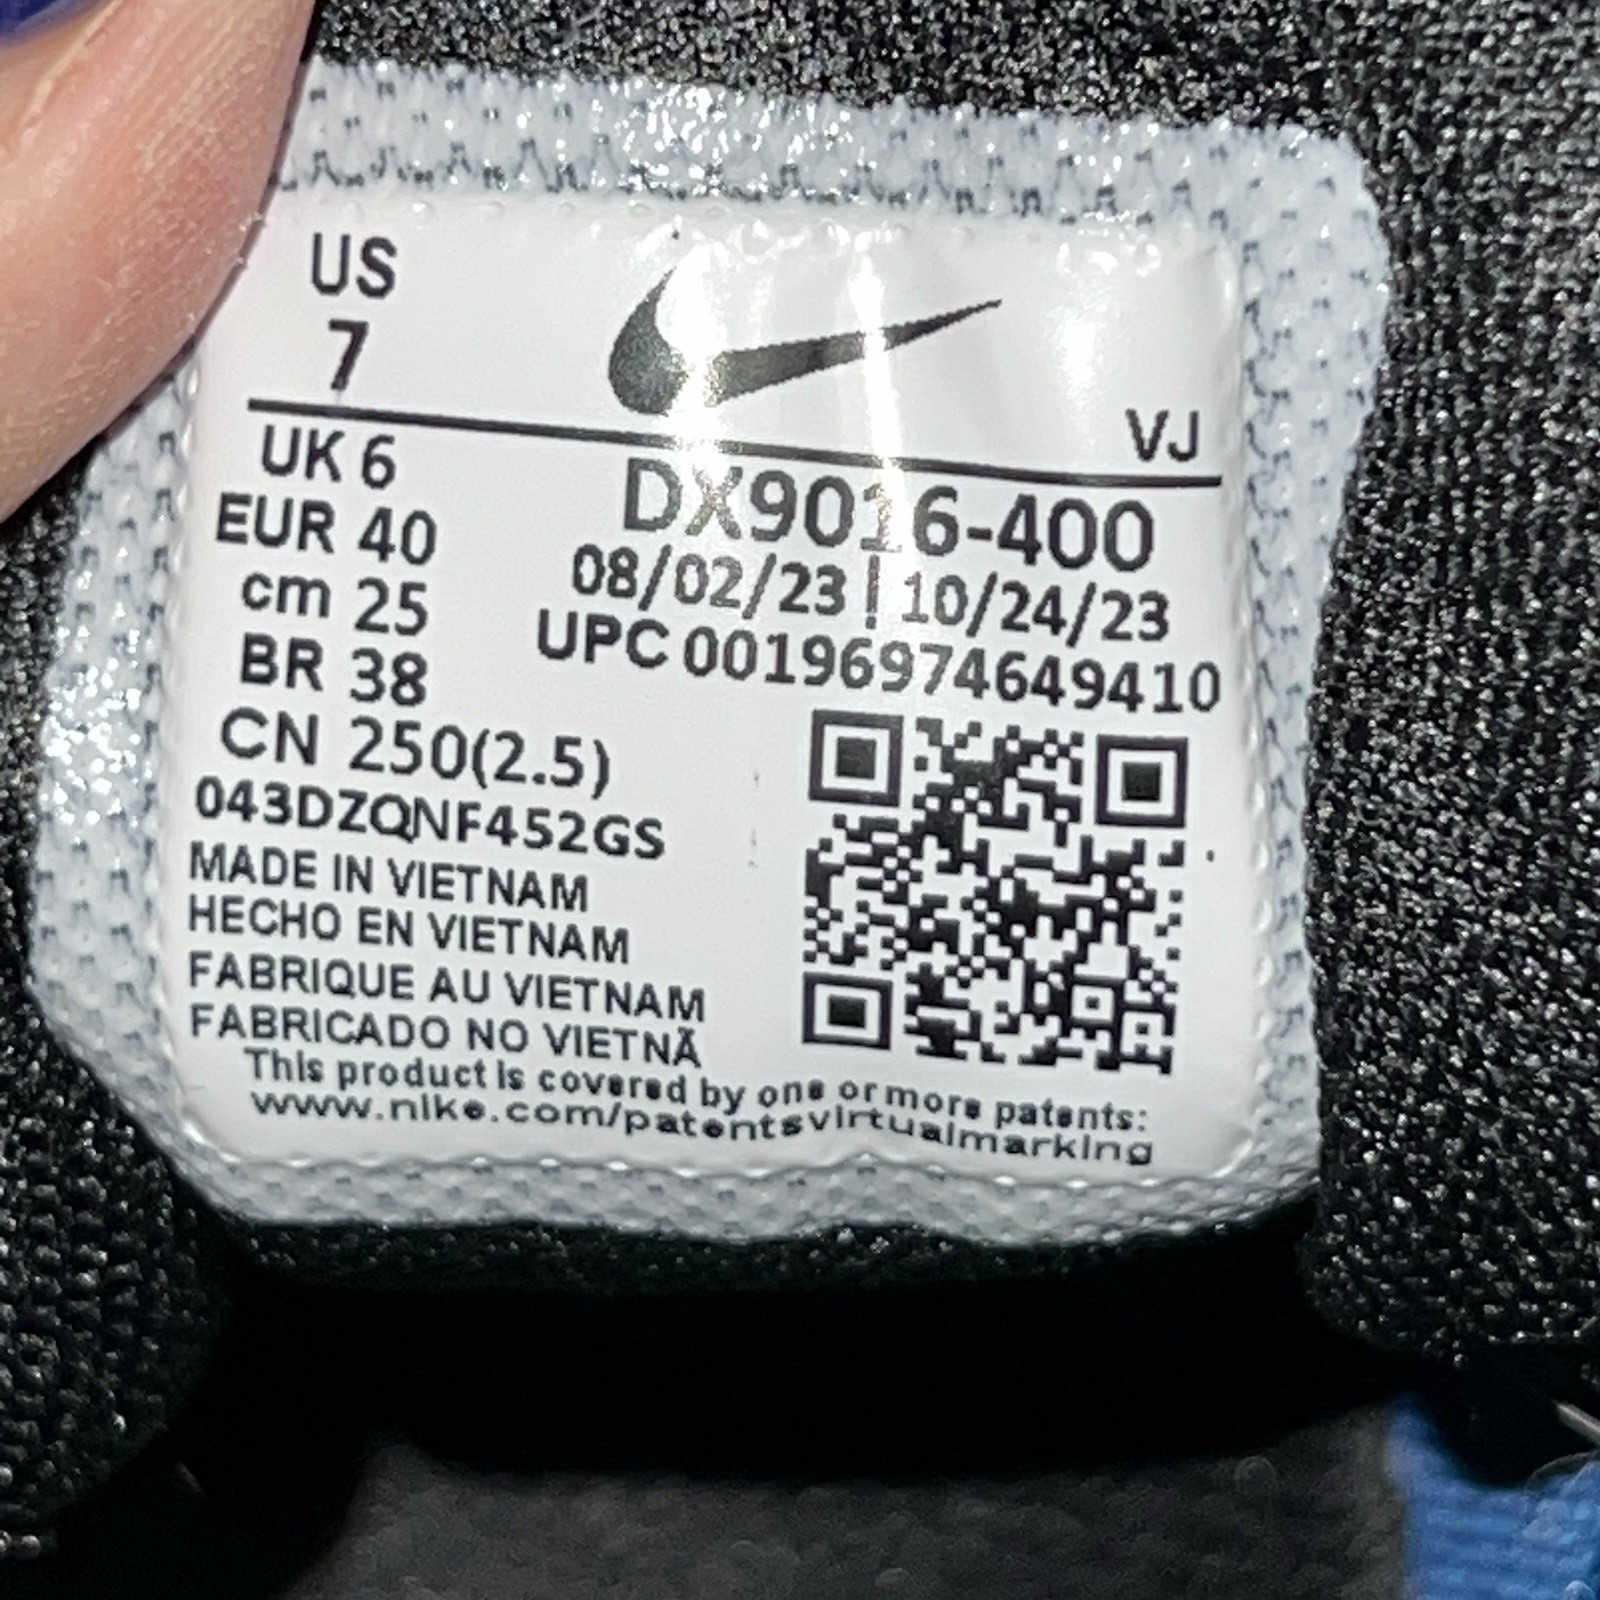 US
7
VJ
UK 6
EUR 40
cm 25
BR 38
CN 250(2.5)
DX9016-400
08/02/23 | 10/24/23
UPC 00196974649410
043DZQNF452GS
MADE IN VIETNAM
HECHO EN VIETNAM
FABRIQUE AU VIETNAM
FABRICADO NO VIETNÃ
This product is covered by one or more patents:
www.nike.com/patentsvirtualmarking